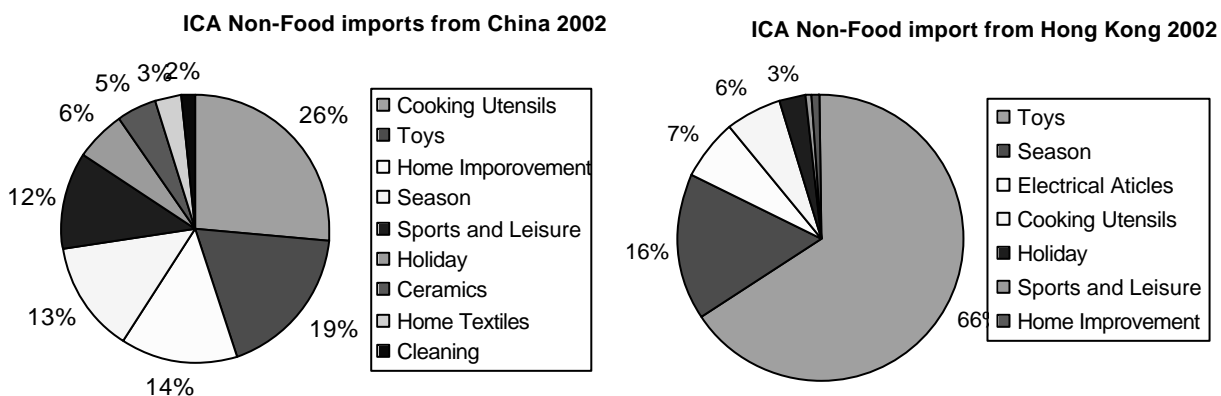 ICA Non-Food imports from China 2002
2%
3%
5%
6%
12%
13%
14%
19%
26%
Cooking Utensils
Toys
Home Imporovement
Season
Sports and Leisure
Holiday
Ceramics
Home Textiles
Cleaning
ICA Non-Food import from Hong Kong 2002
3%
6%
7%
16%
66%
Toys
Season
Electrical Aticles
Cooking Utensils
Holiday
Sports and Leisure
Home Improvement